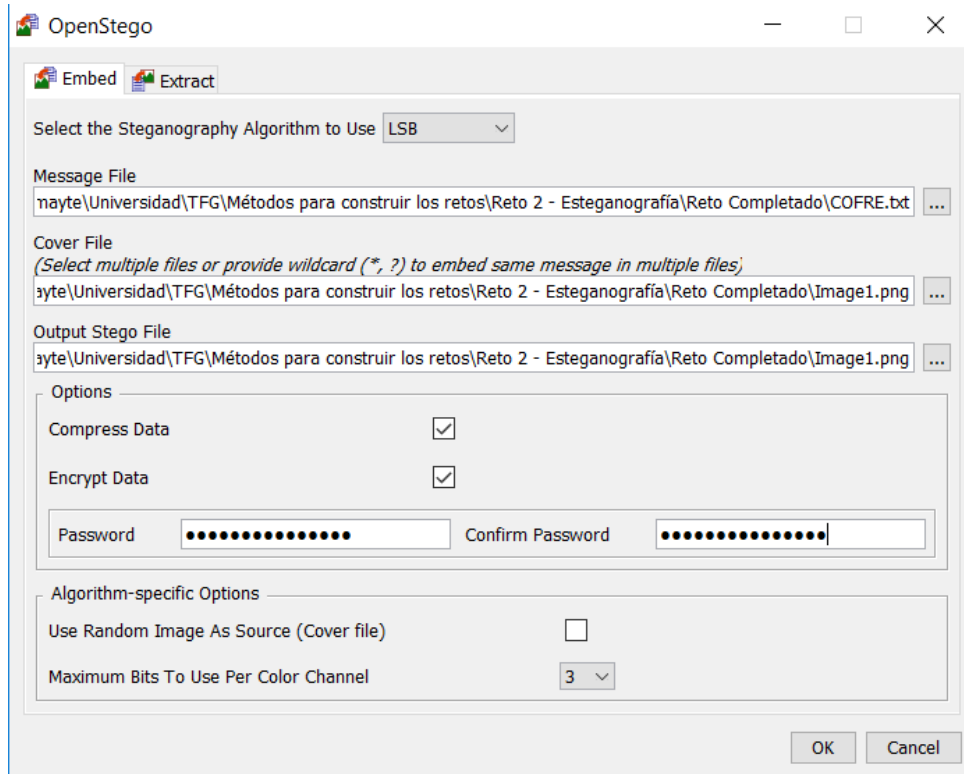 OpenStego
Embed Extract
Select the Steganography Algorithm to Use LSB
Message File
nayte\Universidad\TFG\Métodos para construir los retos\Reto 2 - Esteganografía\Reto Completado\COFRE.txt ...
Cover File
(Select multiple files or provide wildcard (*, ?) to embed same message in multiple files)
ayte\Universidad\TFG\Métodos para construir los retos\Reto 2 - Esteganografía\Reto Completado\Image1.png ...
Output Stego File
ayte\Universidad\TFG\Métodos para construir los retos\Reto 2 - Esteganografía\Reto Completado\Image1.png ...
Options
Compress Data
Encrypt Data
Password ••••••••••••••• Confirm Password •••••••••••••••
Algorithm-specific Options
Use Random Image As Source (Cover file)
Maximum Bits To Use Per Color Channel 3
OK Cancel